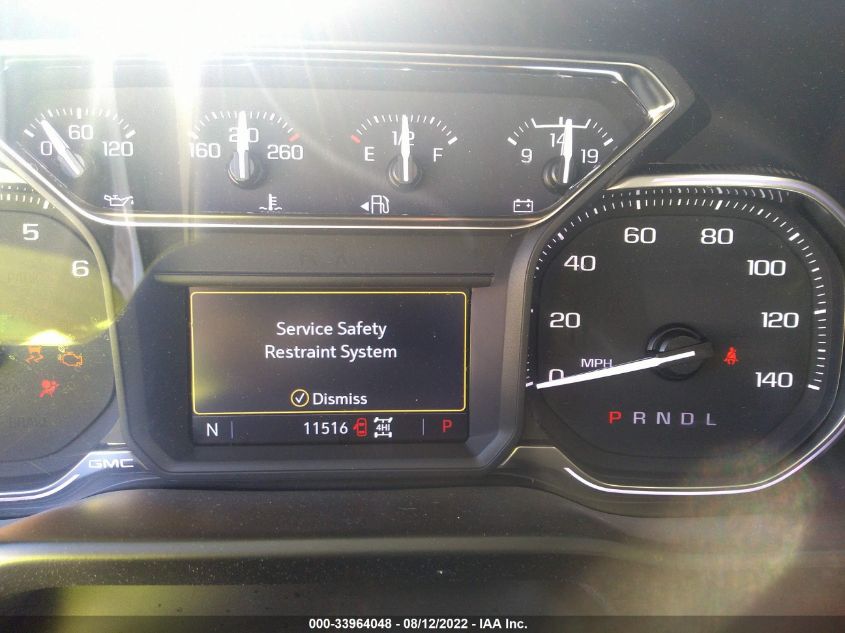 0 60 120
160 210 260
E 1/2 F
9 14 19
5
6
20 40 60 80 100 120 140
0
MPH
Service Safety
Restraint System
Dismiss
N 11516 4HI P
P R N D L
GMC
000-33964048 - 08/12/2022 - IAA Inc.